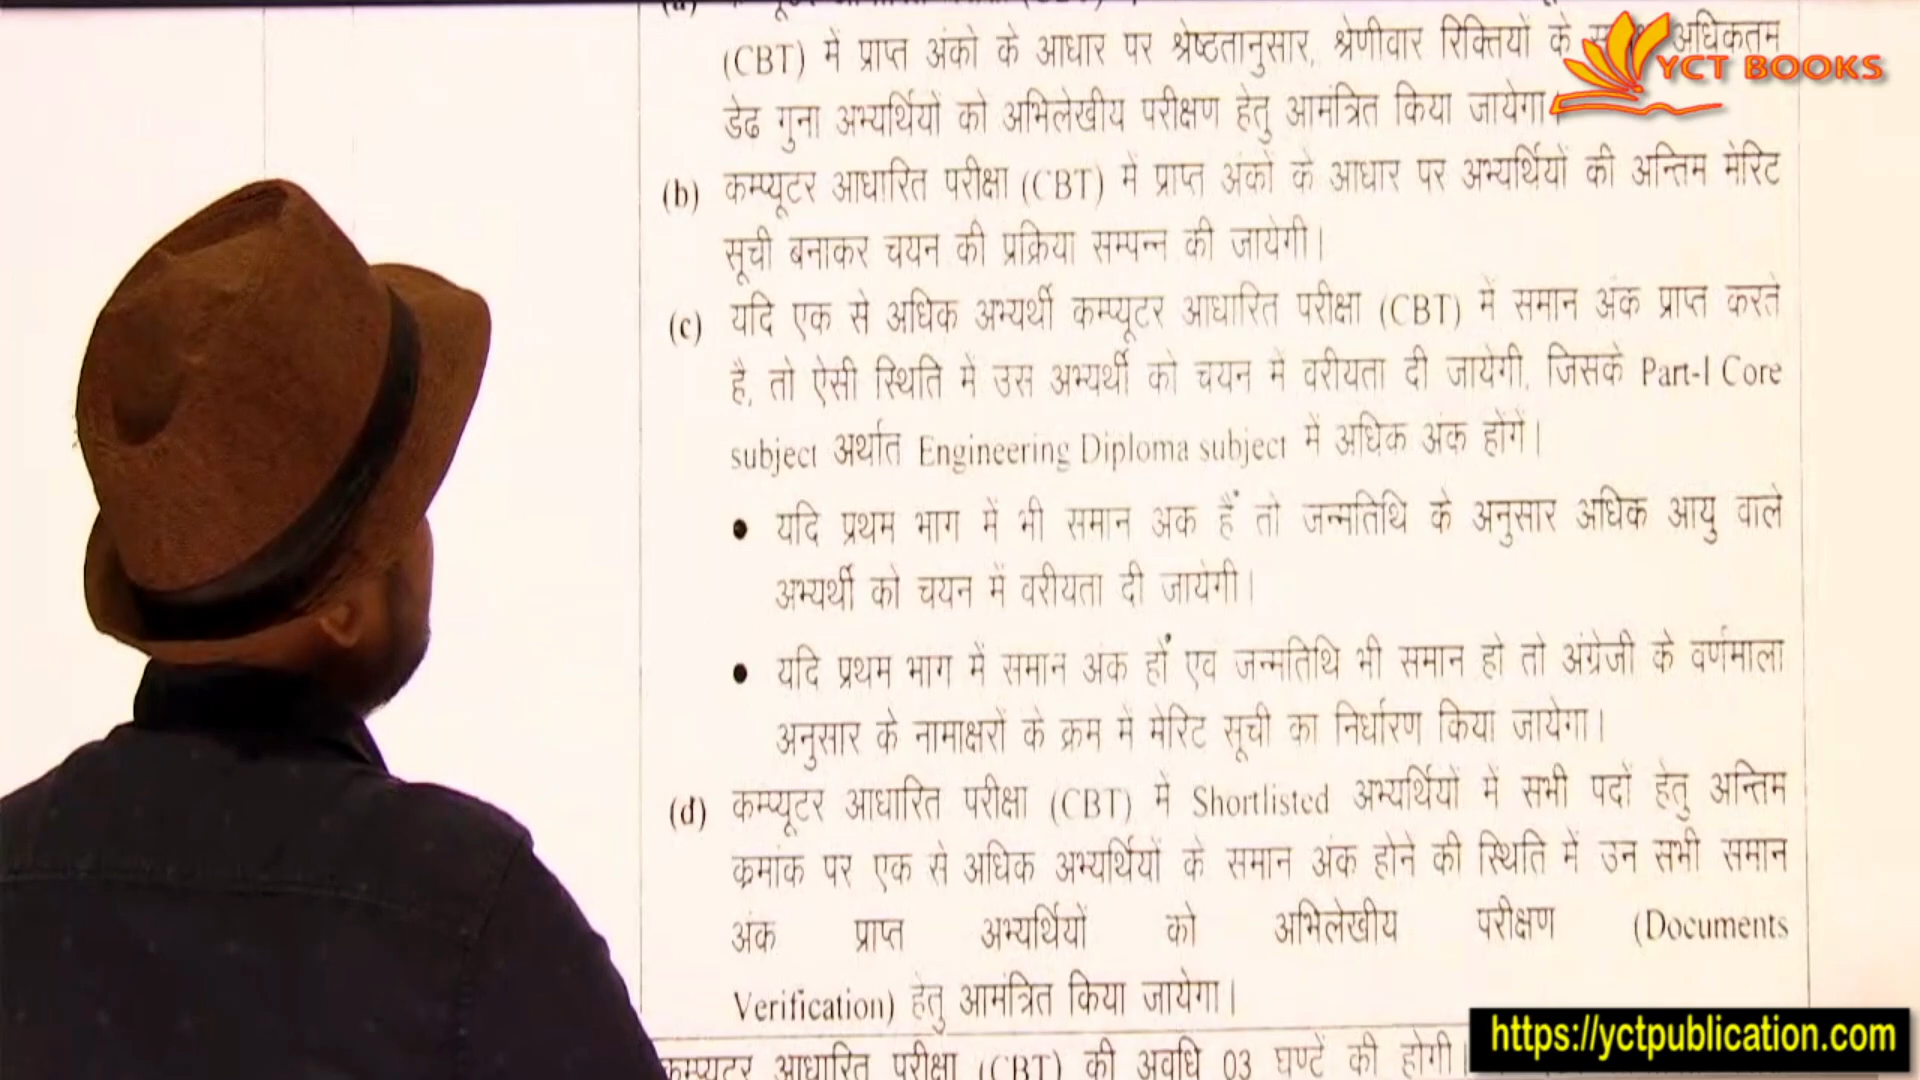 (CBT) में प्राप्त अंको के आधार पर श्रेष्ठतानुसार, श्रेणीवार रिक्तियों के अधिकतम
YCT BOOKS
डेढ गुना अभ्यर्थियों को अभिलेखीय परीक्षण हेतु आमंत्रित किया जायेगा।
(b) कम्प्यूटर आधारित परीक्षा (CBT) में प्राप्त अंकों के आधार पर अभ्यर्थियों की अन्तिम मेरिट
सूची बनाकर चयन की प्रक्रिया सम्पन्न की जायेगी।
(c) यदि एक से अधिक अभ्यर्थी कम्प्यूटर आधारित परीक्षा (CBT) में समान अंक प्राप्त करते
है, तो ऐसी स्थिति में उस अभ्यर्थी को चयन में वरीयता दी जायेगी, जिसके Part-I Core
subject अर्थात Engineering Diploma subject में अधिक अंक होंगें।
• यदि प्रथम भाग में भी समान अंक हैं तो जन्मतिथि के अनुसार अधिक आयु वाले
अभ्यर्थी को चयन में वरीयता दी जायेगी।
• यदि प्रथम भाग में समान अंक हों एवं जन्मतिथि भी समान हो तो अंग्रेजी के वर्णमाला
अनुसार के नामाक्षरों के क्रम में मेरिट सूची का निर्धारण किया जायेगा।
(d) कम्प्यूटर आधारित परीक्षा (CBT) में Shortlisted अभ्यर्थियों में सभी पदों हेतु अन्तिम
क्रमांक पर एक से अधिक अभ्यर्थियों के समान अंक होने की स्थिति में उन सभी समान
अंक प्राप्त अभ्यर्थियों को अभिलेखीय परीक्षण (Documents
Verification) हेतु आमंत्रित किया जायेगा।
कम्प्यूटर आधारित परीक्षा (CBT) की अवधि 03 घण्टें की होगी।
https://yctpublication.com